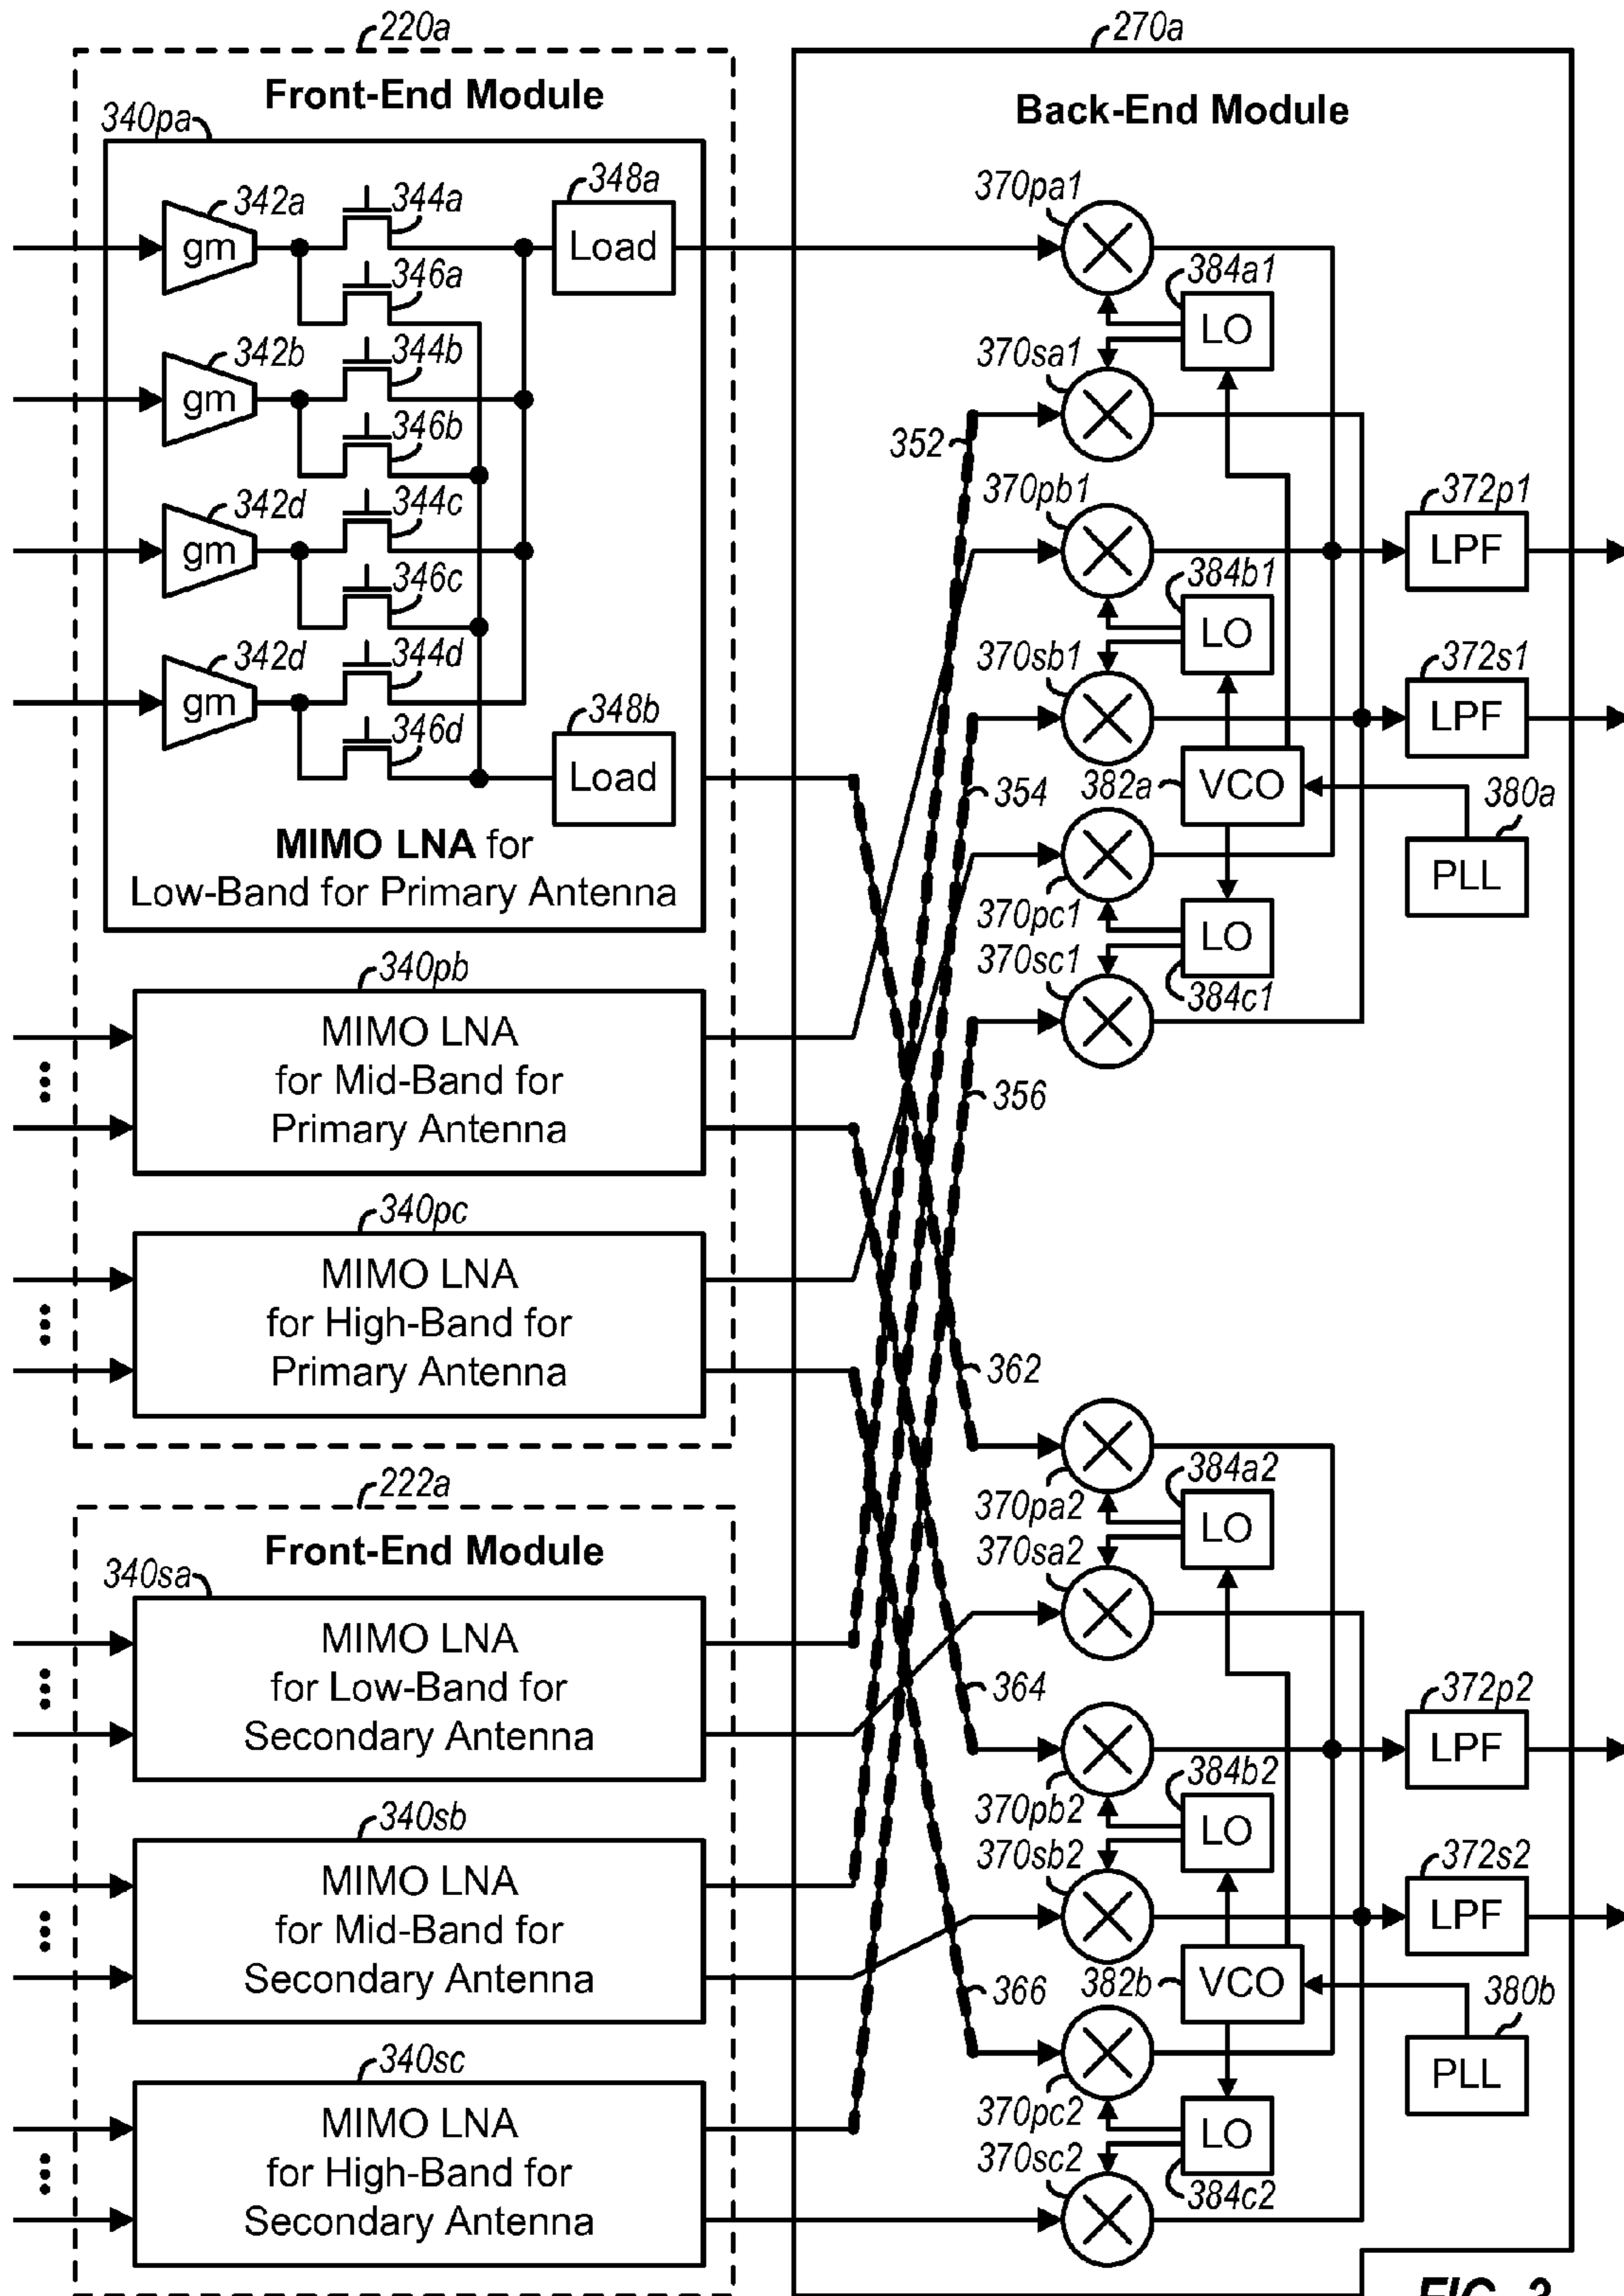 220a
Front-End Module
340pa
342a
gm
344a
346a
348a
Load
342b
gm
344b
346b
342d
gm
344c
346c
342d
gm
344d
346d
348b
Load
MIMO LNA for
Low-Band for Primary Antenna
340pb
MIMO LNA
for Mid-Band for
Primary Antenna
340pc
MIMO LNA
for High-Band for
Primary Antenna
222a
Front-End Module
340sa
MIMO LNA
for Low-Band for
Secondary Antenna
340sb
MIMO LNA
for Mid-Band for
Secondary Antenna
340sc
MIMO LNA
for High-Band for
Secondary Antenna
270a
Back-End Module
370pa1
384a1
LO
370sa1
352
370pb1
384b1
LO
370sb1
354
382a
VCO
370pc1
370sc1
LO
384c1
356
372p1
LPF
372s1
LPF
380a
PLL
362
370pa2
384a2
LO
370sa2
364
370pb2
384b2
LO
370sb2
366
382b
VCO
370pc2
370sc2
LO
384c2
372p2
LPF
372s2
LPF
380b
PLL
FIG. 3